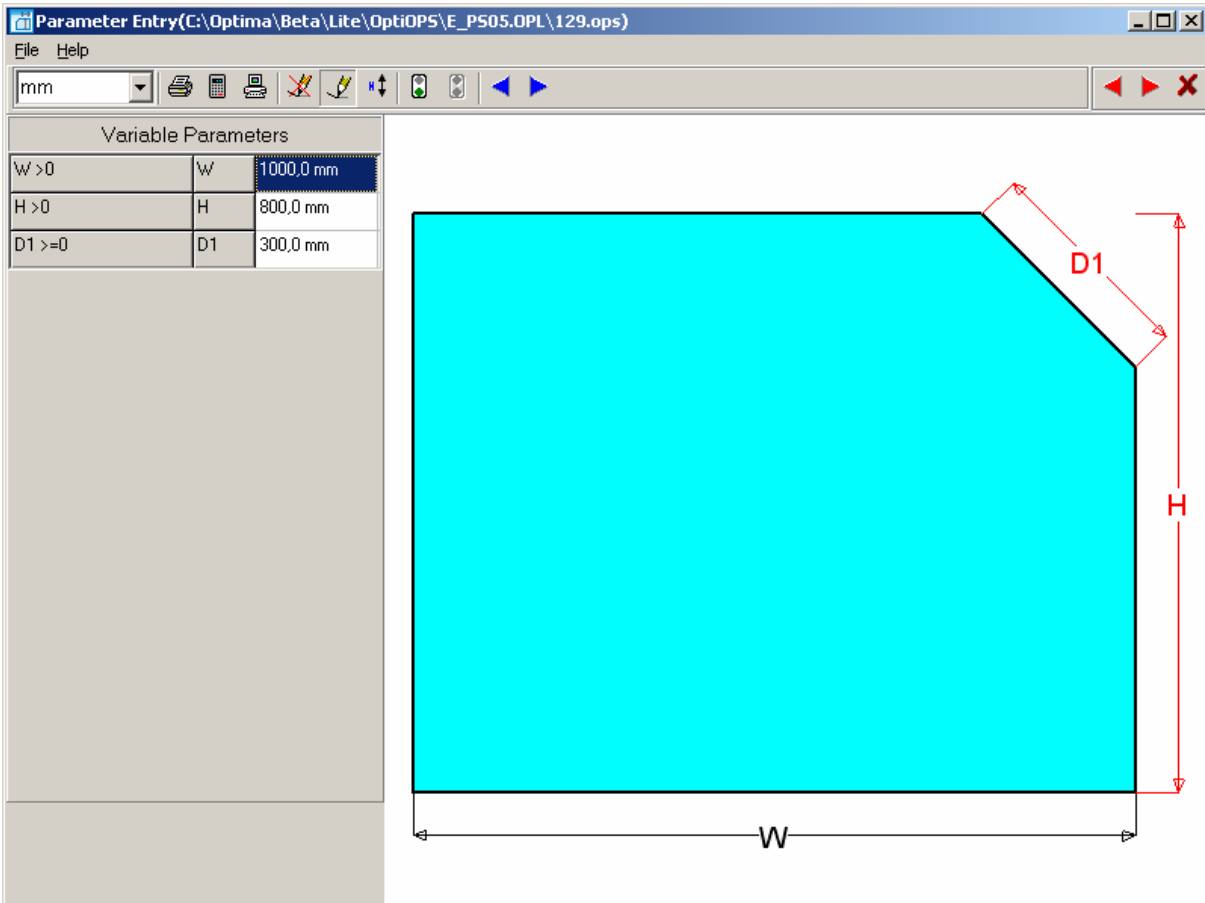 Parameter Entry(C:\Optima\Beta\Lite\OptiOPS\E_PS05.OPL\129.ops)
File Help
mm
H
Variable Parameters
W >0 W 1000,0 mm
H >0 H 800,0 mm
D1 >=0 D1 300,0 mm
D1
H
W